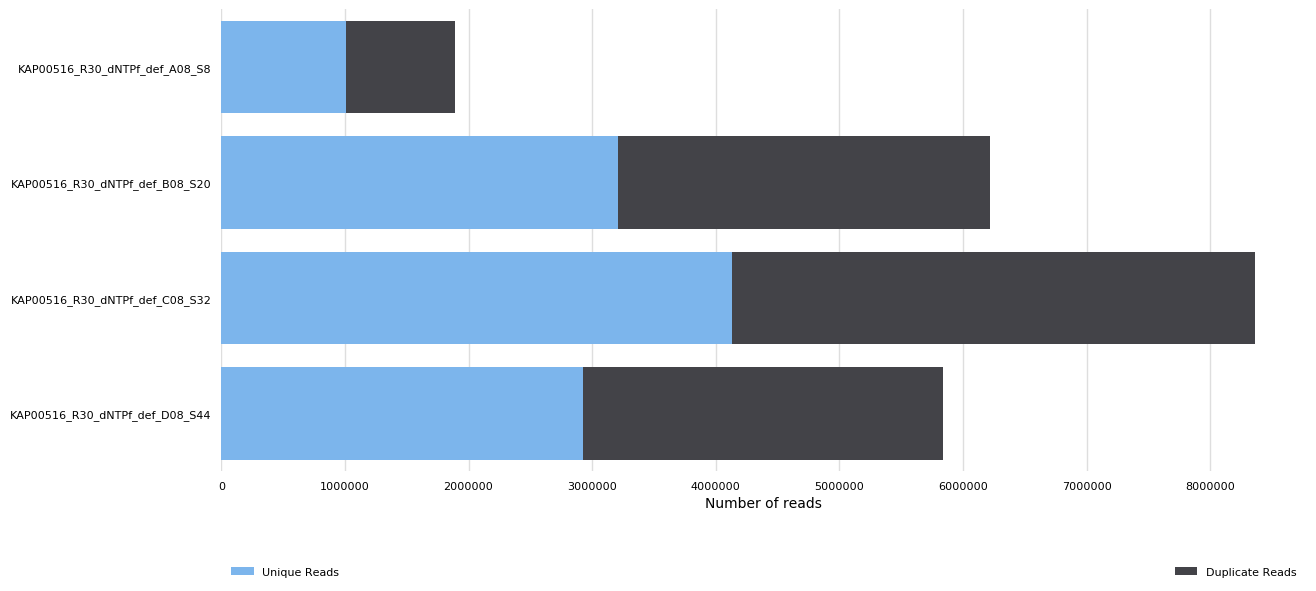 KAP00516_R30_dNTPf_def_A08_S8
KAP00516_R30_dNTPf_def_B08_S20
KAP00516_R30_dNTPf_def_C08_S32
KAP00516_R30_dNTPf_def_D08_S44
0 1000000 2000000 3000000 4000000 5000000 6000000 7000000 8000000
Number of reads
Unique Reads Duplicate Reads